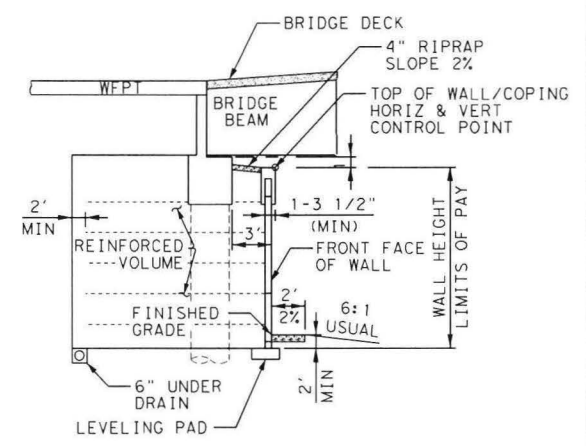 BRIDGE DECK
4" RIPRAP
SLOPE 2%
WFPT
BRIDGE
BEAM
TOP OF WALL/COPING
HORIZ & VERT
CONTROL POINT
2'
MIN
1-3 1/2"
(MIN)
3'
REINFORCED
VOLUME
FRONT FACE
OF WALL
WALL HEIGHT
LIMITS OF PAY
2'
2%
6:1
USUAL
FINISHED
GRADE
2'
MIN
6" UNDER
DRAIN
LEVELING PAD